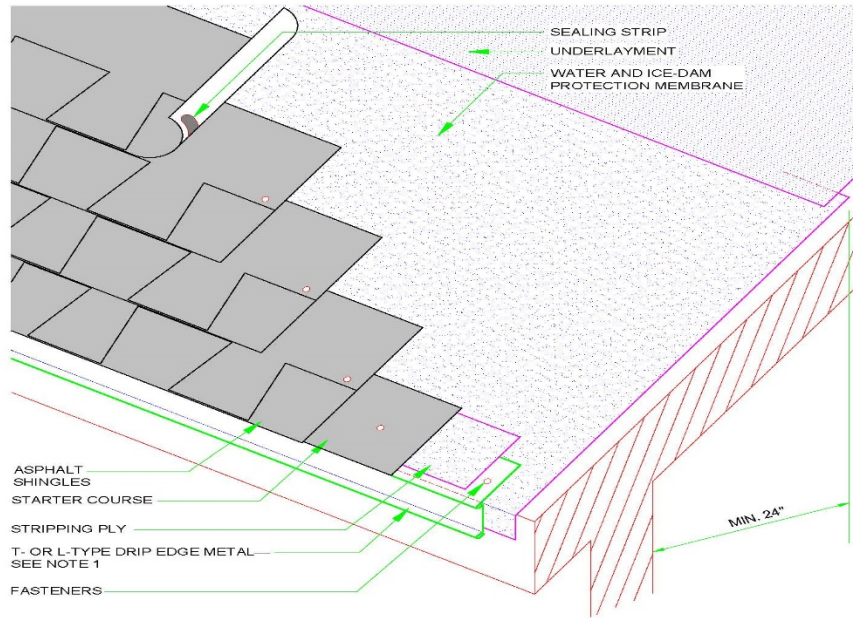 SEALING STRIP
UNDERLAYMENT
WATER AND ICE-DAM
PROTECTION MEMBRANE
ASPHALT
SHINGLES
STARTER COURSE
STRIPPING PLY
T- OR L-TYPE DRIP EDGE METAL
SEE NOTE 1
FASTENERS
MIN. 24"